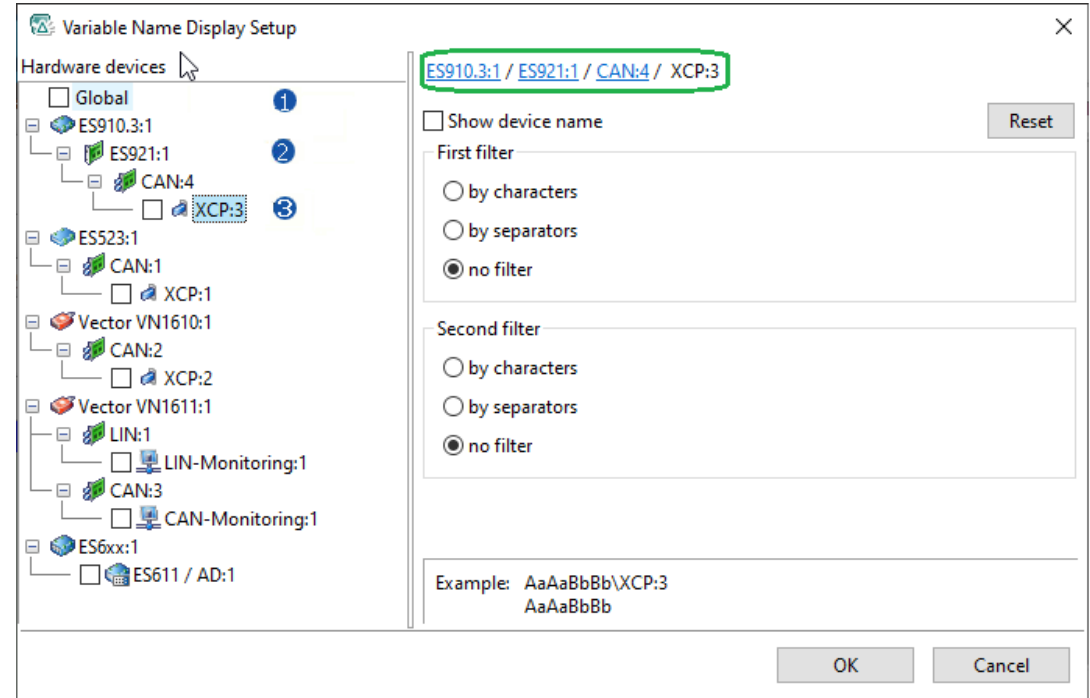 Variable Name Display Setup
Hardware devices
Global
1
ES910.3:1
ES921:1
2
CAN:4
XCP:3
3
ES523:1
CAN:1
XCP:1
Vector VN1610:1
CAN:2
XCP:2
Vector VN1611:1
LIN:1
LIN-Monitoring:1
CAN:3
CAN-Monitoring:1
ES6xx:1
ES611 / AD:1
ES910.3:1 / ES921:1 / CAN:4 / XCP:3
Show device name
Reset
First filter
by characters
by separators
no filter
Second filter
by characters
by separators
no filter
Example: AaAaBbBb\XCP:3
AaAaBbBb
OK
Cancel